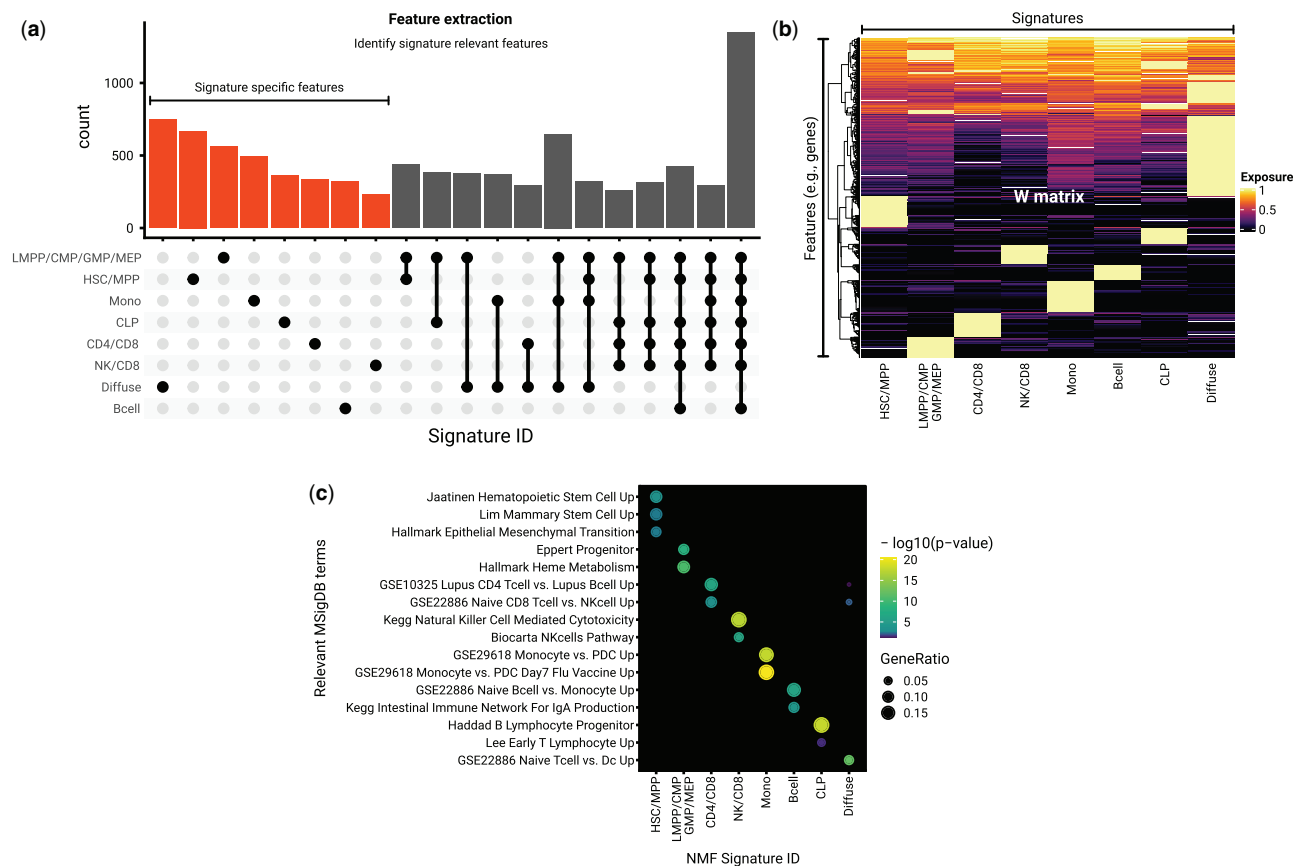 (a)
Feature extraction
Identify signature relevant features
Signature specific features
count
1000
500
0
LMPP/CMP/GMP/MEP
HSC/MPP
Mono
CLP
CD4/CD8
NK/CD8
Diffuse
Bcell
Signature ID
(b)
Signatures
Features (e.g., genes)
W matrix
Exposure
1
0.5
0
HSC/MPP
LMPP/CMP
GMP/MEP
CD4/CD8
NK/CD8
Mono
Bcell
CLP
Diffuse
(c)
Relevant MSigDB terms
Jaatinen Hematopoietic Stem Cell Up
Lim Mammary Stem Cell Up
Hallmark Epithelial Mesenchymal Transition
Eppert Progenitor
Hallmark Heme Metabolism
GSE10325 Lupus CD4 Tcell vs. Lupus Bcell Up
GSE22886 Naive CD8 Tcell vs. NKcell Up
Kegg Natural Killer Cell Mediated Cytotoxicity
Biocarta NKcells Pathway
GSE29618 Monocyte vs. PDC Up
GSE29618 Monocyte vs. PDC Day7 Flu Vaccine Up
GSE22886 Naive Bcell vs. Monocyte Up
Kegg Intestinal Immune Network For IgA Production
Haddad B Lymphocyte Progenitor
Lee Early T Lymphocyte Up
GSE22886 Naive Tcell vs. Dc Up
HSC/MPP
LMPP/CMP
GMP/MEP
CD4/CD8
NK/CD8
Mono
Bcell
CLP
Diffuse
NMF Signature ID
− log10(p-value)
20
15
10
5
GeneRatio
0.05
0.10
0.15